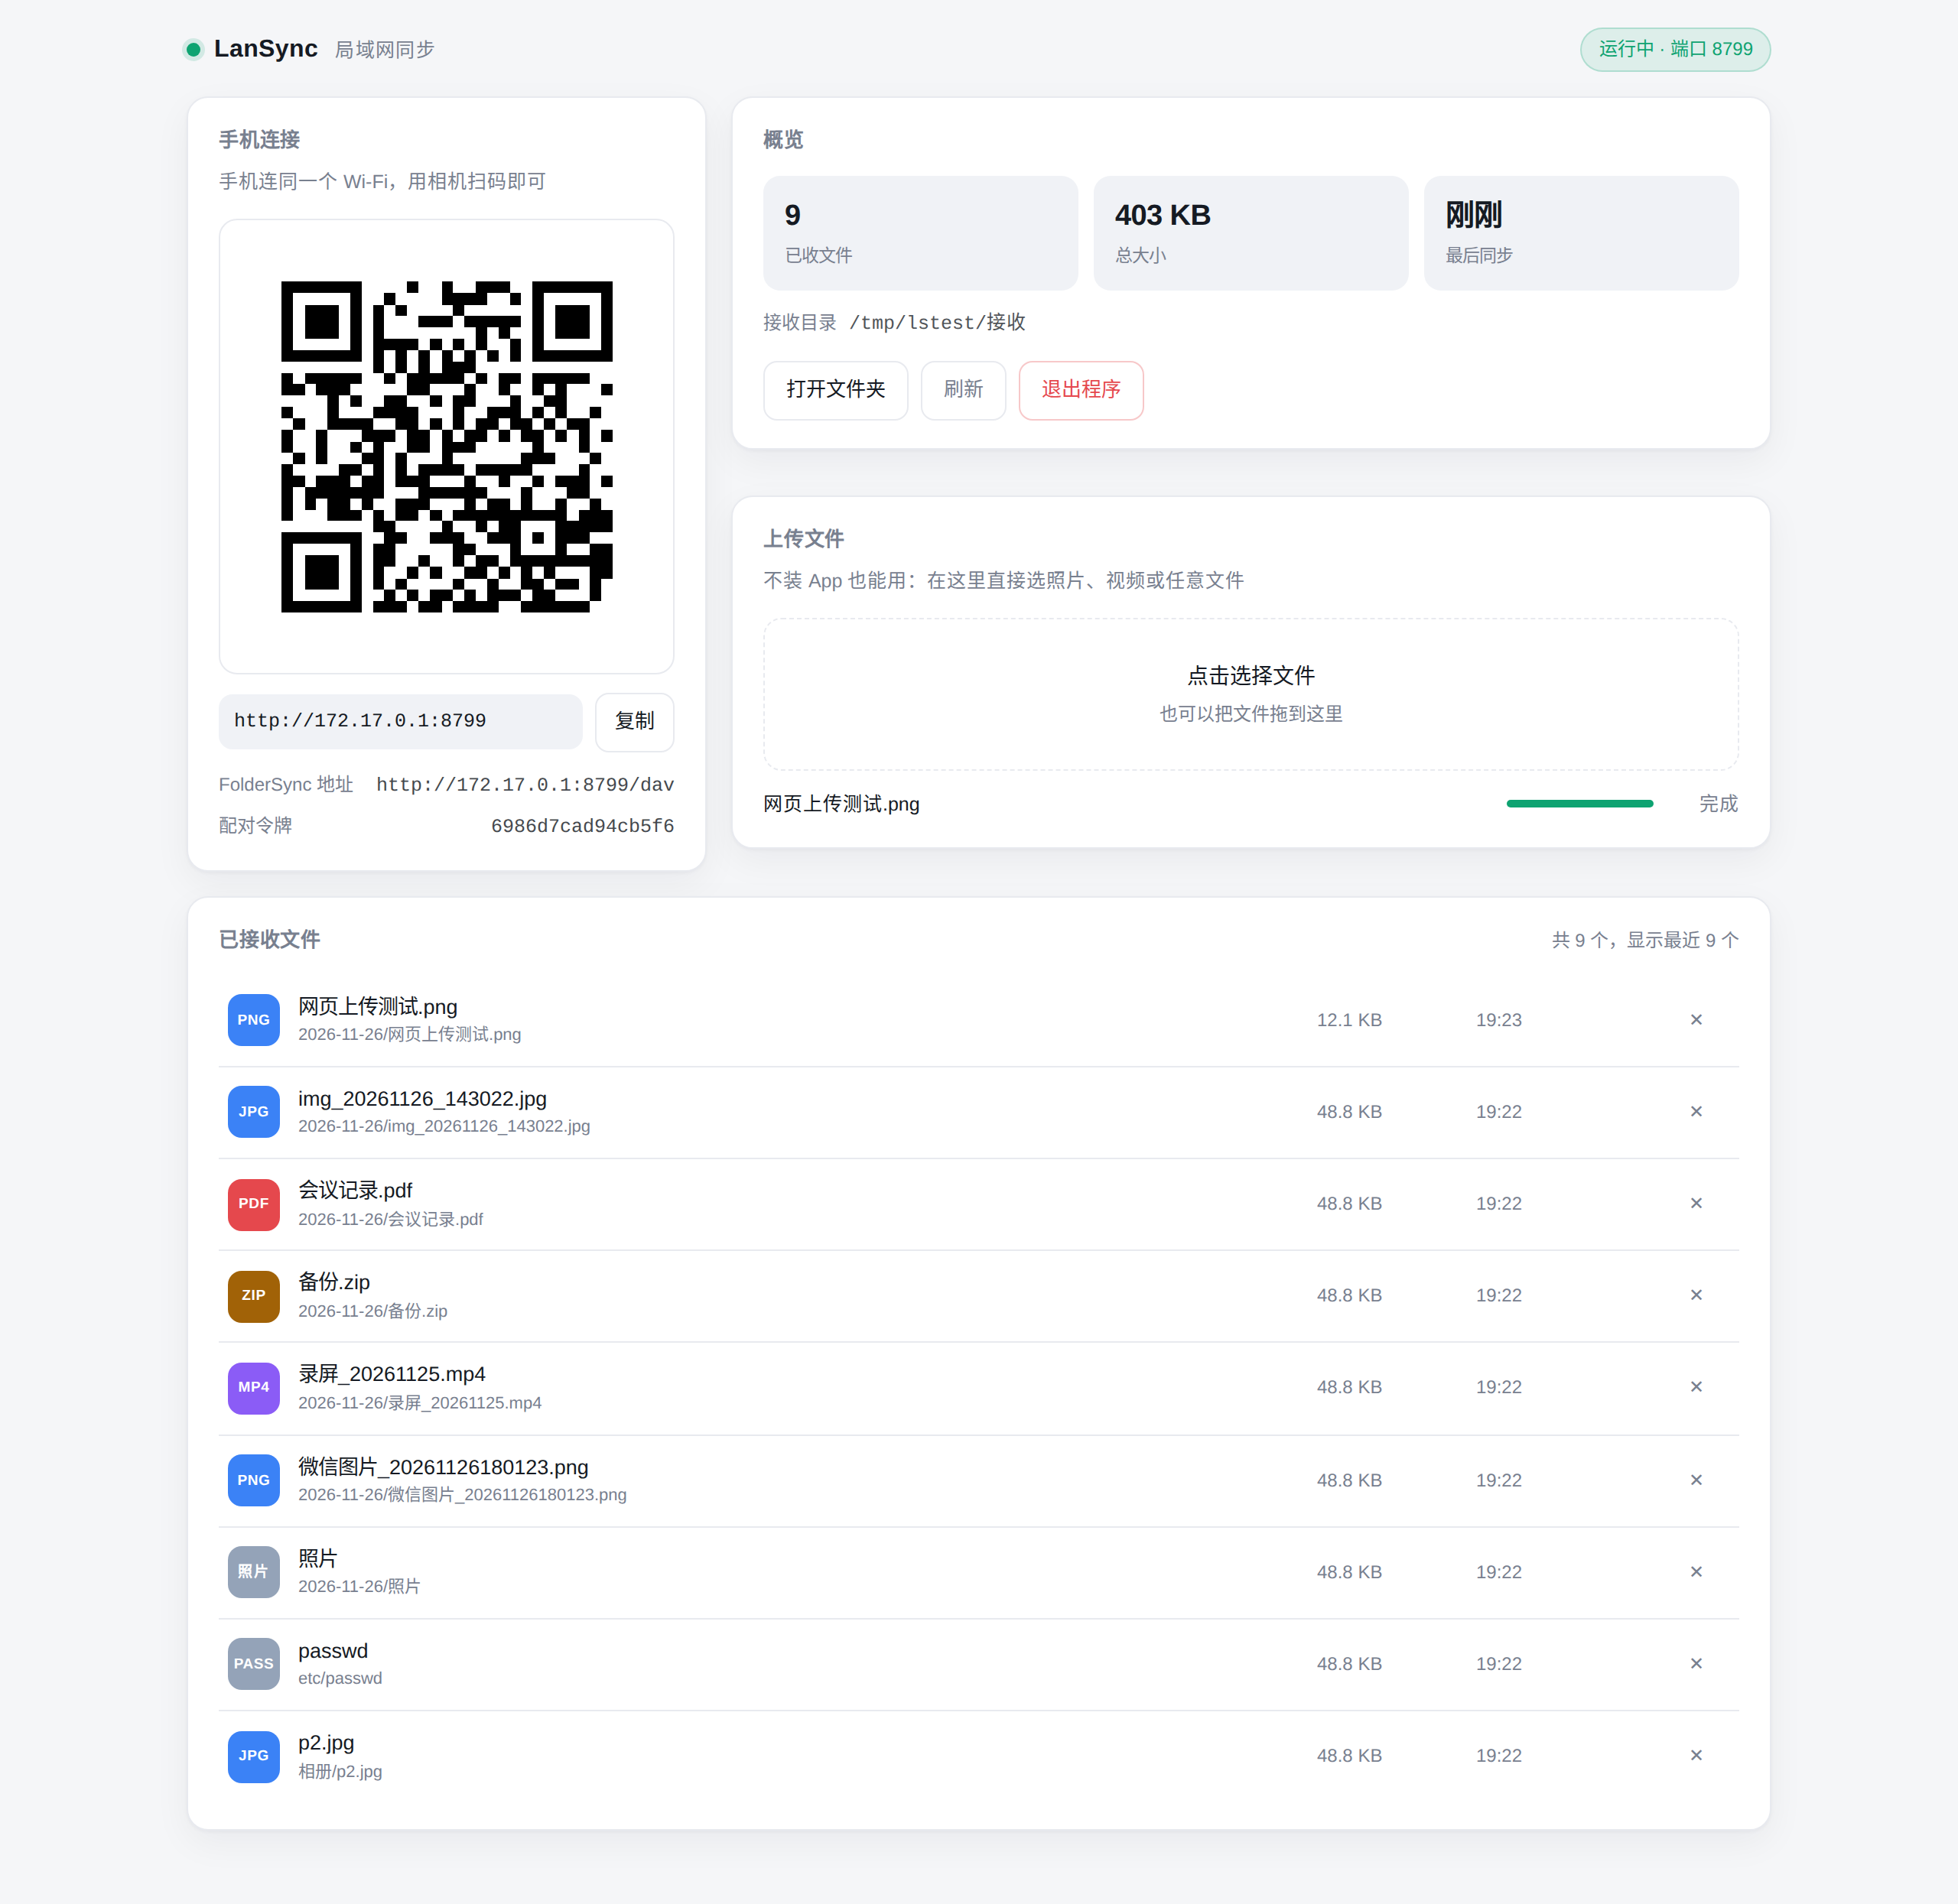 LanSync 局域网同步
运行中 · 端口 8799
手机连接
手机连同一个 Wi-Fi，用相机扫码即可
http://172.17.0.1:8799
复制
FolderSync 地址 http://172.17.0.1:8799/dav
配对令牌 6986d7cad94cb5f6
概览
9
已收文件
403 KB
总大小
刚刚
最后同步
接收目录 /tmp/lstest/接收
打开文件夹
刷新
退出程序
上传文件
不装 App 也能用：在这里直接选照片、视频或任意文件
点击选择文件
也可以把文件拖到这里
网页上传测试.png 完成
已接收文件 共 9 个，显示最近 9 个
PNG
网页上传测试.png
2026-11-26/网页上传测试.png
12.1 KB 19:23 ✕
JPG
img_20261126_143022.jpg
2026-11-26/img_20261126_143022.jpg
48.8 KB 19:22 ✕
PDF
会议记录.pdf
2026-11-26/会议记录.pdf
48.8 KB 19:22 ✕
ZIP
备份.zip
2026-11-26/备份.zip
48.8 KB 19:22 ✕
MP4
录屏_20261125.mp4
2026-11-26/录屏_20261125.mp4
48.8 KB 19:22 ✕
PNG
微信图片_20261126180123.png
2026-11-26/微信图片_20261126180123.png
48.8 KB 19:22 ✕
照片
照片
2026-11-26/照片
48.8 KB 19:22 ✕
PASS
passwd
etc/passwd
48.8 KB 19:22 ✕
JPG
p2.jpg
相册/p2.jpg
48.8 KB 19:22 ✕